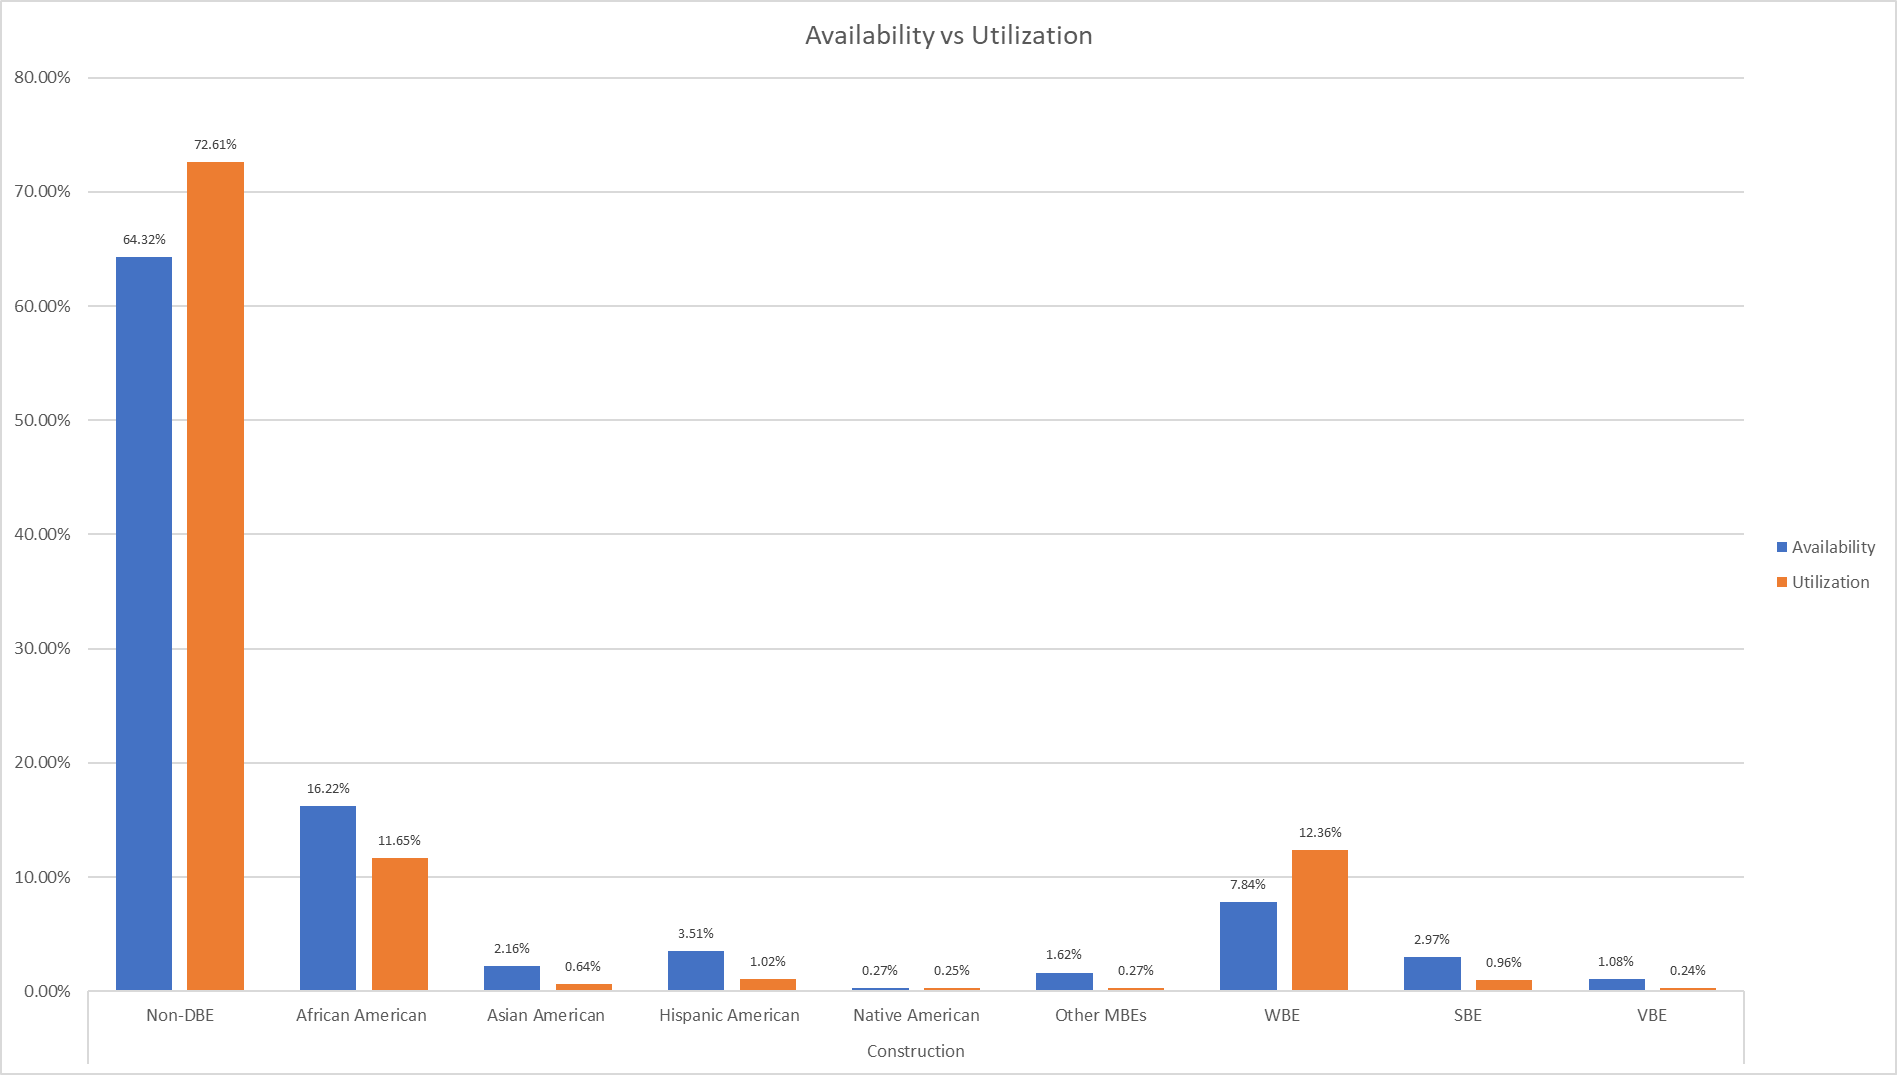 Availability vs Utilization
80.00%
70.00%
60.00%
50.00%
40.00%
30.00%
20.00%
10.00%
0.00%
64.32%
72.61%
16.22%
11.65%
2.16%
0.64%
3.51%
1.02%
0.27%
0.25%
1.62%
0.27%
7.84%
12.36%
2.97%
0.96%
1.08%
0.24%
Non-DBE
African American
Asian American
Hispanic American
Native American
Other MBEs
WBE
SBE
VBE
Construction
Availability
Utilization